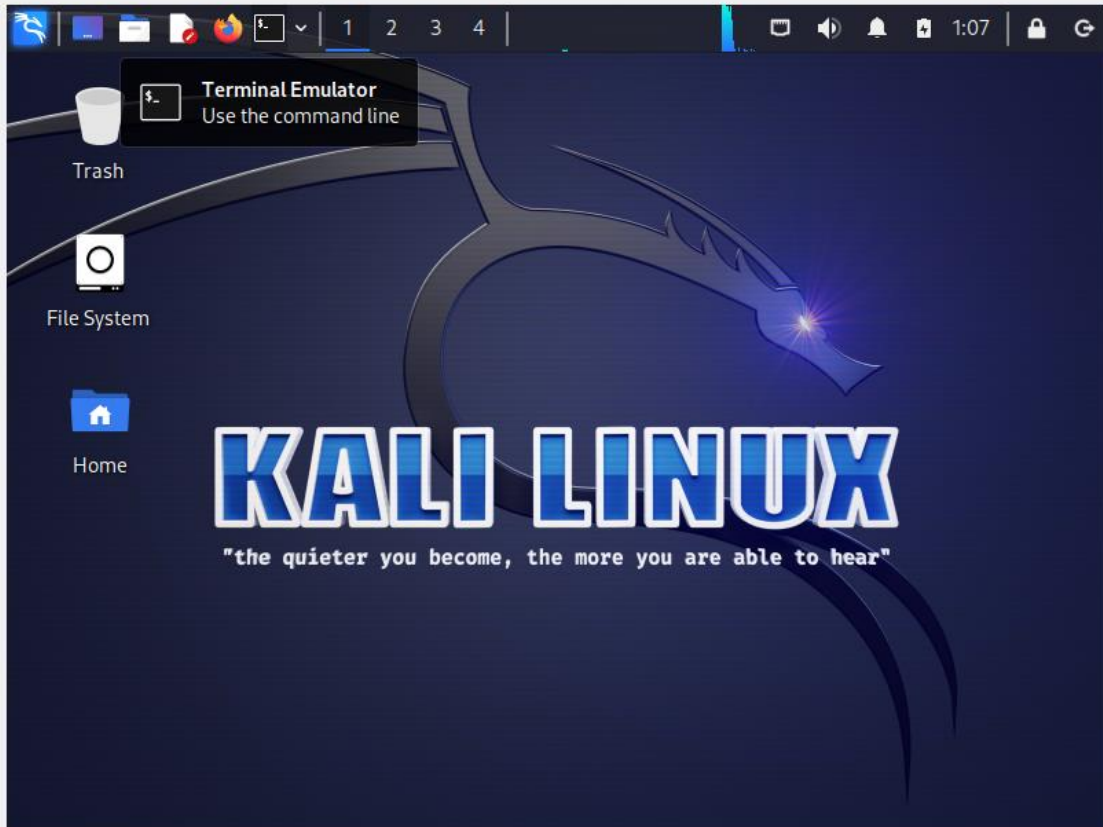 1 2 3 4 1:07
Terminal Emulator
Use the command line
Trash
File System
Home
KALI LINUX
"the quieter you become, the more you are able to hear"